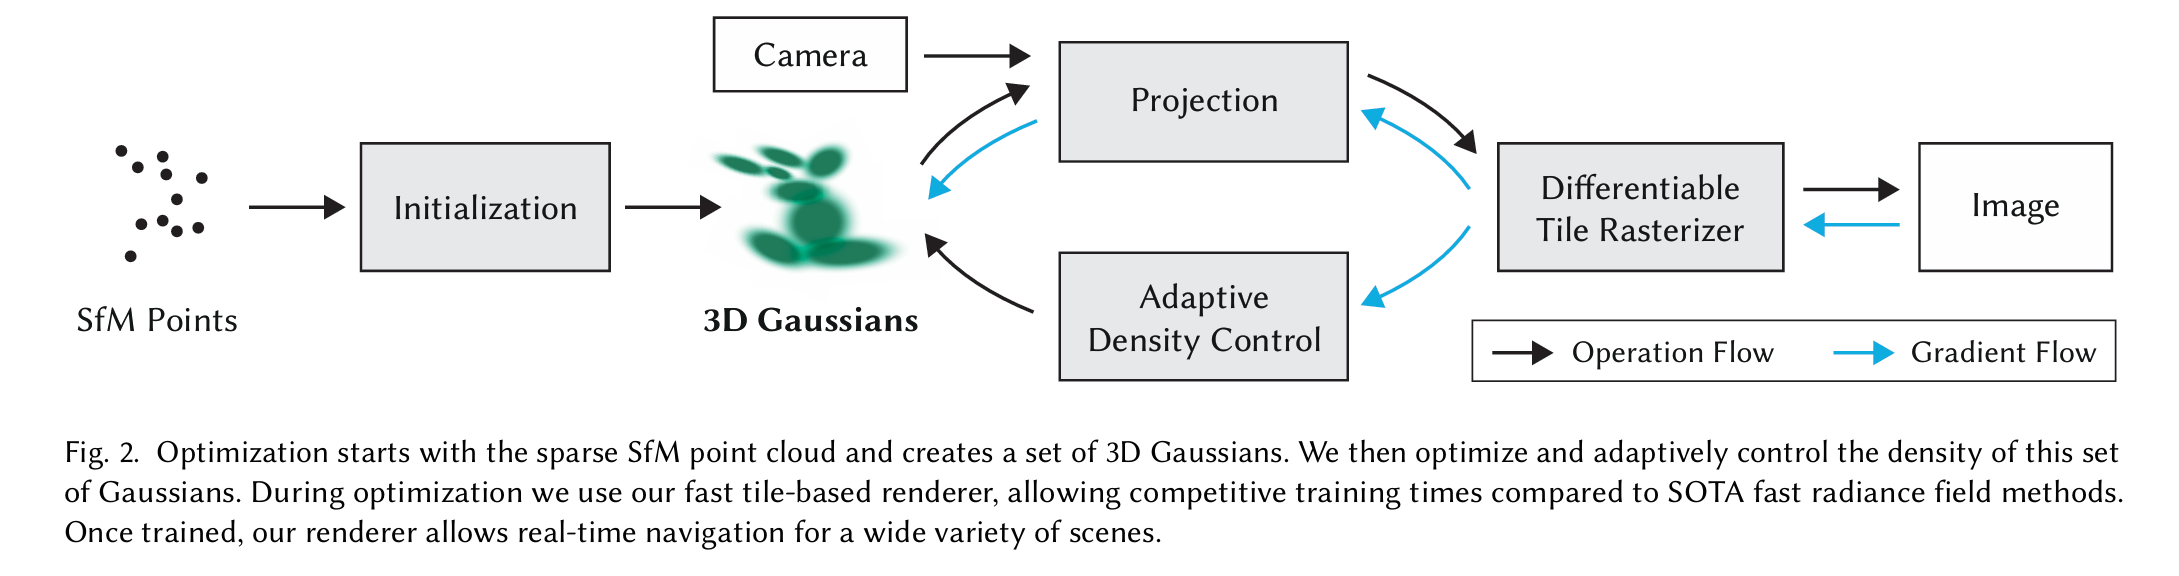 Camera
Projection
Initialization
Differentiable
Tile Rasterizer
Image
SfM Points
3D Gaussians
Adaptive
Density Control
Operation Flow
Gradient Flow
Fig. 2. Optimization starts with the sparse SfM point cloud and creates a set of 3D Gaussians. We then optimize and adaptively control the density of this set
of Gaussians. During optimization we use our fast tile-based renderer, allowing competitive training times compared to SOTA fast radiance field methods.
Once trained, our renderer allows real-time navigation for a wide variety of scenes.